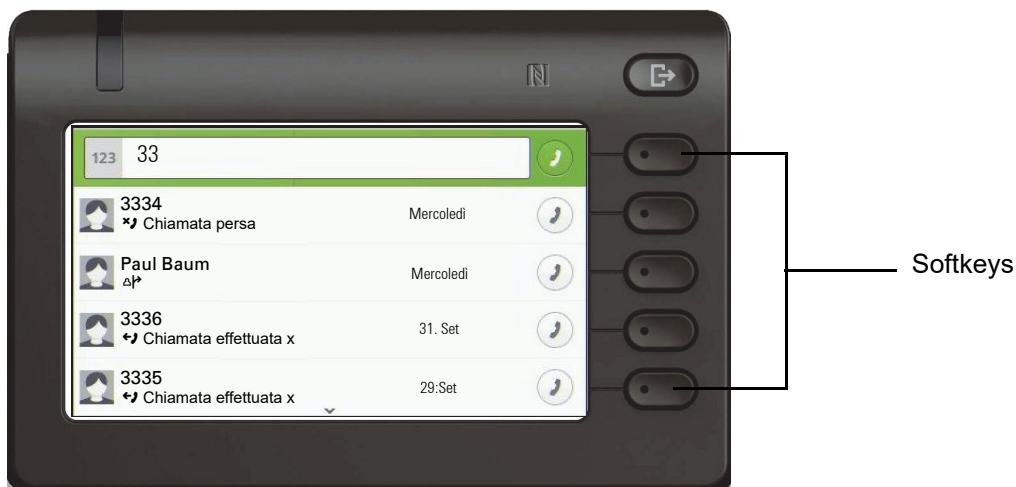 123 33
3334
Chiamata persa
Mercoledì
Paul Baum
Mercoledì
3336
Chiamata effettuata x
31. Set
3335
Chiamata effettuata x
29:Set
Softkeys